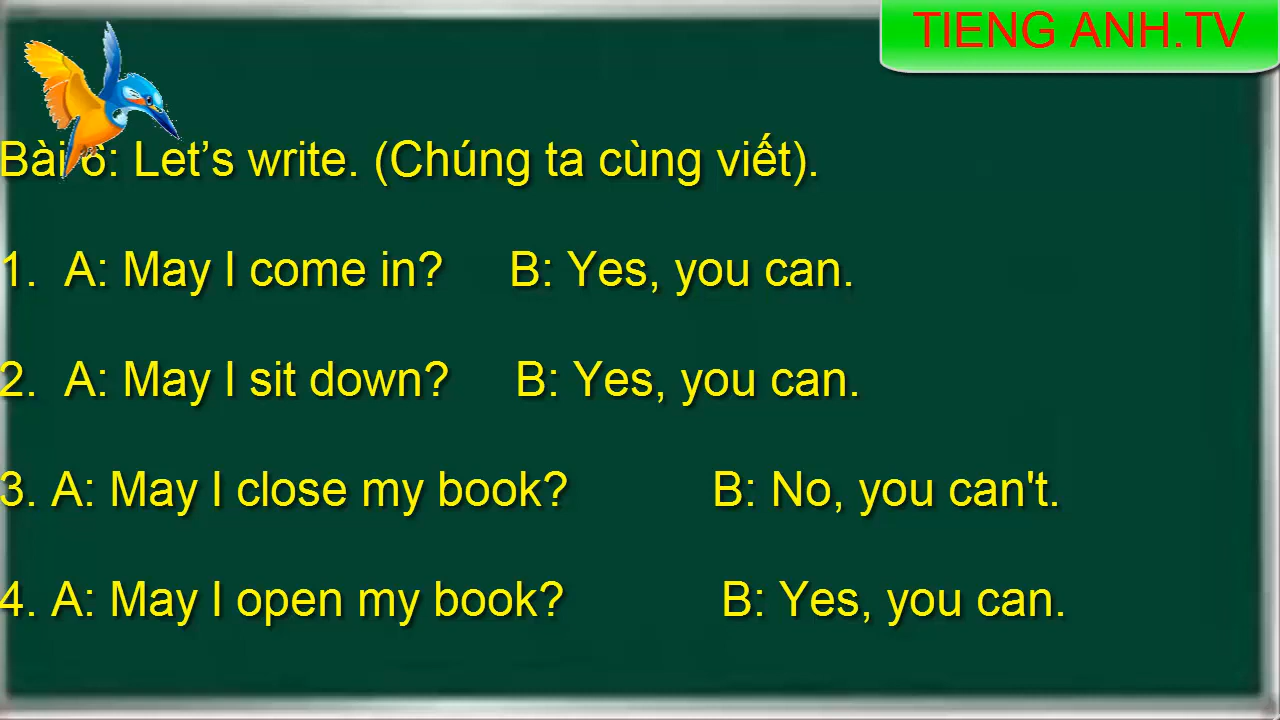 TIENG ANH.TV
Bài 6: Let’s write. (Chúng ta cùng viết).
1. A: May I come in? B: Yes, you can.
2. A: May I sit down? B: Yes, you can.
3. A: May I close my book? B: No, you can't.
4. A: May I open my book? B: Yes, you can.